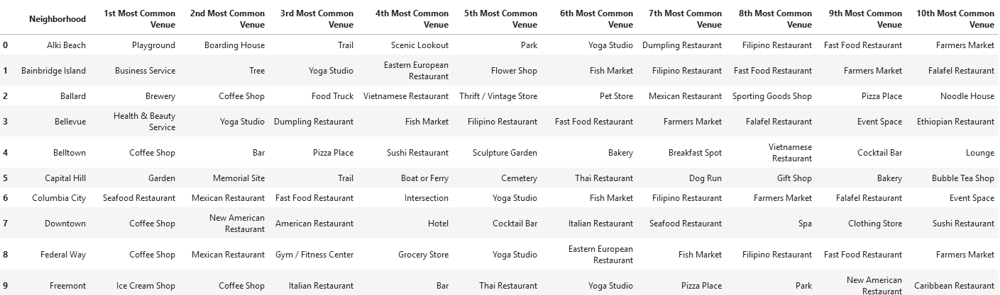 Neighborhood 1st Most Common Venue 2nd Most Common Venue 3rd Most Common Venue 4th Most Common Venue 5th Most Common Venue 6th Most Common Venue 7th Most Common Venue 8th Most Common Venue 9th Most Common Venue 10th Most Common Venue
0 Alki Beach Playground Boarding House Trail Scenic Lookout Park Yoga Studio Dumpling Restaurant Filipino Restaurant Fast Food Restaurant Farmers Market
1 Bainbridge Island Business Service Tree Yoga Studio Eastern European Restaurant Flower Shop Fish Market Filipino Restaurant Fast Food Restaurant Farmers Market Falafel Restaurant
2 Ballard Brewery Coffee Shop Food Truck Vietnamese Restaurant Thrift / Vintage Store Pet Store Mexican Restaurant Sporting Goods Shop Pizza Place Noodle House
3 Bellevue Health & Beauty Service Yoga Studio Dumpling Restaurant Fish Market Filipino Restaurant Fast Food Restaurant Farmers Market Falafel Restaurant Event Space Ethiopian Restaurant
4 Belltown Coffee Shop Bar Pizza Place Sushi Restaurant Sculpture Garden Bakery Breakfast Spot Vietnamese Restaurant Cocktail Bar Lounge
5 Capital Hill Garden Memorial Site Trail Boat or Ferry Cemetery Thai Restaurant Dog Run Gift Shop Bakery Bubble Tea Shop
6 Columbia City Seafood Restaurant Mexican Restaurant Fast Food Restaurant Intersection Yoga Studio Fish Market Filipino Restaurant Farmers Market Falafel Restaurant Event Space
7 Downtown Coffee Shop New American Restaurant American Restaurant Hotel Cocktail Bar Italian Restaurant Seafood Restaurant Spa Clothing Store Sushi Restaurant
8 Federal Way Coffee Shop Mexican Restaurant Gym / Fitness Center Grocery Store Yoga Studio Eastern European Restaurant Fish Market Filipino Restaurant Fast Food Restaurant Farmers Market
9 Freemont Ice Cream Shop Coffee Shop Italian Restaurant Bar Thai Restaurant Yoga Studio Pizza Place Park New American Restaurant Caribbean Restaurant